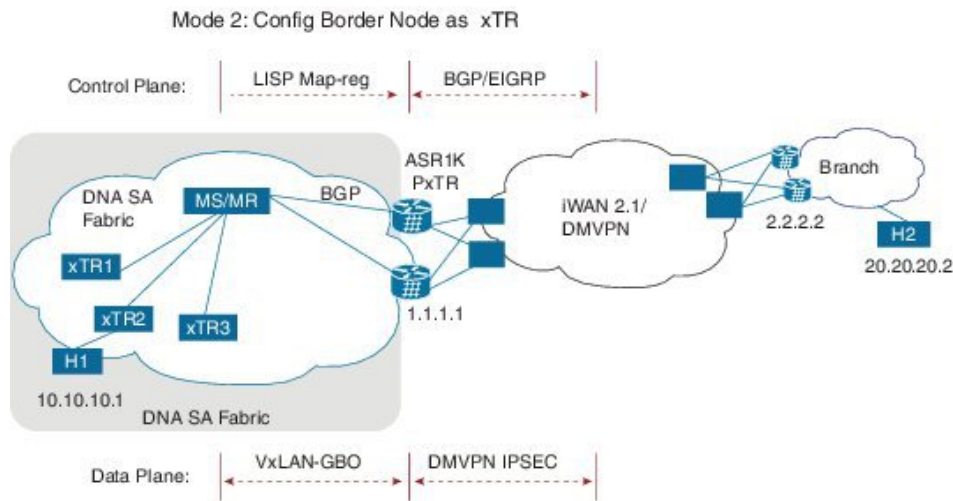 Mode 2: Config Border Node as xTR
Control Plane:
LISP Map-reg
BGP/EIGRP
ASR1K
PxTR
DNA SA
Fabric
MS/MR
BGP
iWAN 2.1/
DMVPN
Branch
xTR1
2.2.2.2
H2
20.20.20.2
xTR2
xTR3
1.1.1.1
H1
10.10.10.1
DNA SA Fabric
Data Plane:
VxLAN-GBO
DMVPN IPSEC